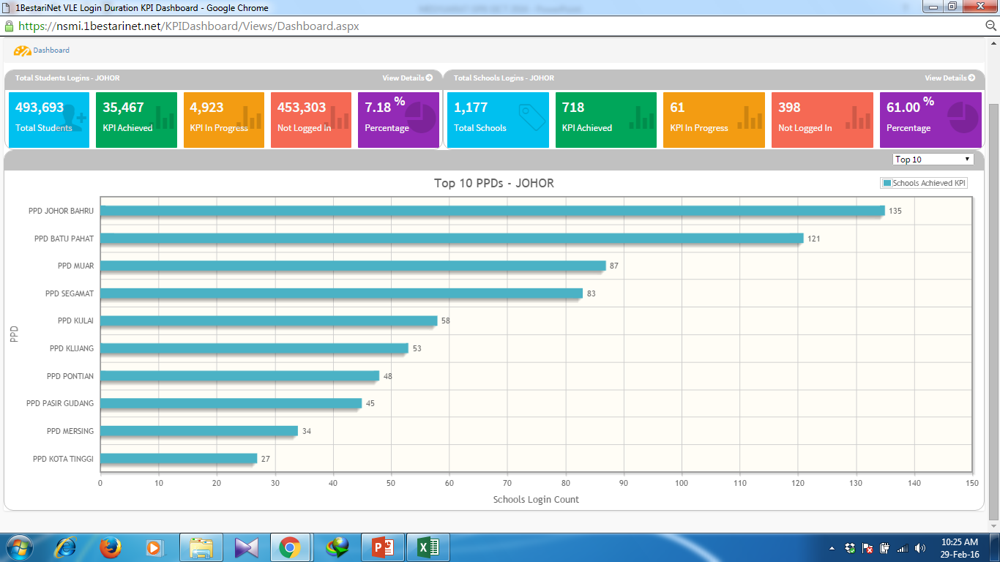 1BestariNet VLE Login Duration KPI Dashboard - Google Chrome
https://nsmi.1bestarinet.net/KPIDashboard/Views/Dashboard.aspx
Dashboard
Total Students Logins - JOHOR View Details
493,693 Total Students
35,467 KPI Achieved
4,923 KPI In Progress
453,303 Not Logged In
7.18 % Percentage
Total Schools Logins - JOHOR View Details
1,177 Total Schools
718 KPI Achieved
61 KPI In Progress
398 Not Logged In
61.00 % Percentage
Top 10
Top 10 PPDs - JOHOR
Schools Achieved KPI
PPD
PPD JOHOR BAHRU 135
PPD BATU PAHAT 121
PPD MUAR 87
PPD SEGAMAT 83
PPD KULAI 58
PPD KLUANG 53
PPD PONTIAN 48
PPD PASIR GUDANG 45
PPD MERSING 34
PPD KOTA TINGGI 27
0 10 20 30 40 50 60 70 80 90 100 110 120 130 140 150
Schools Login Count
10:25 AM
29-Feb-16